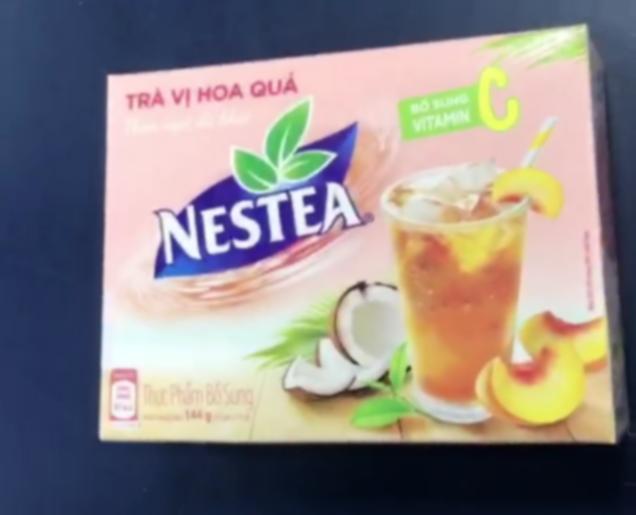 TRÀ VỊ HOA QUẢ
BỔ SUNG
VITAMIN C
NESTEA
Thực Phẩm Bổ Sung
144 g